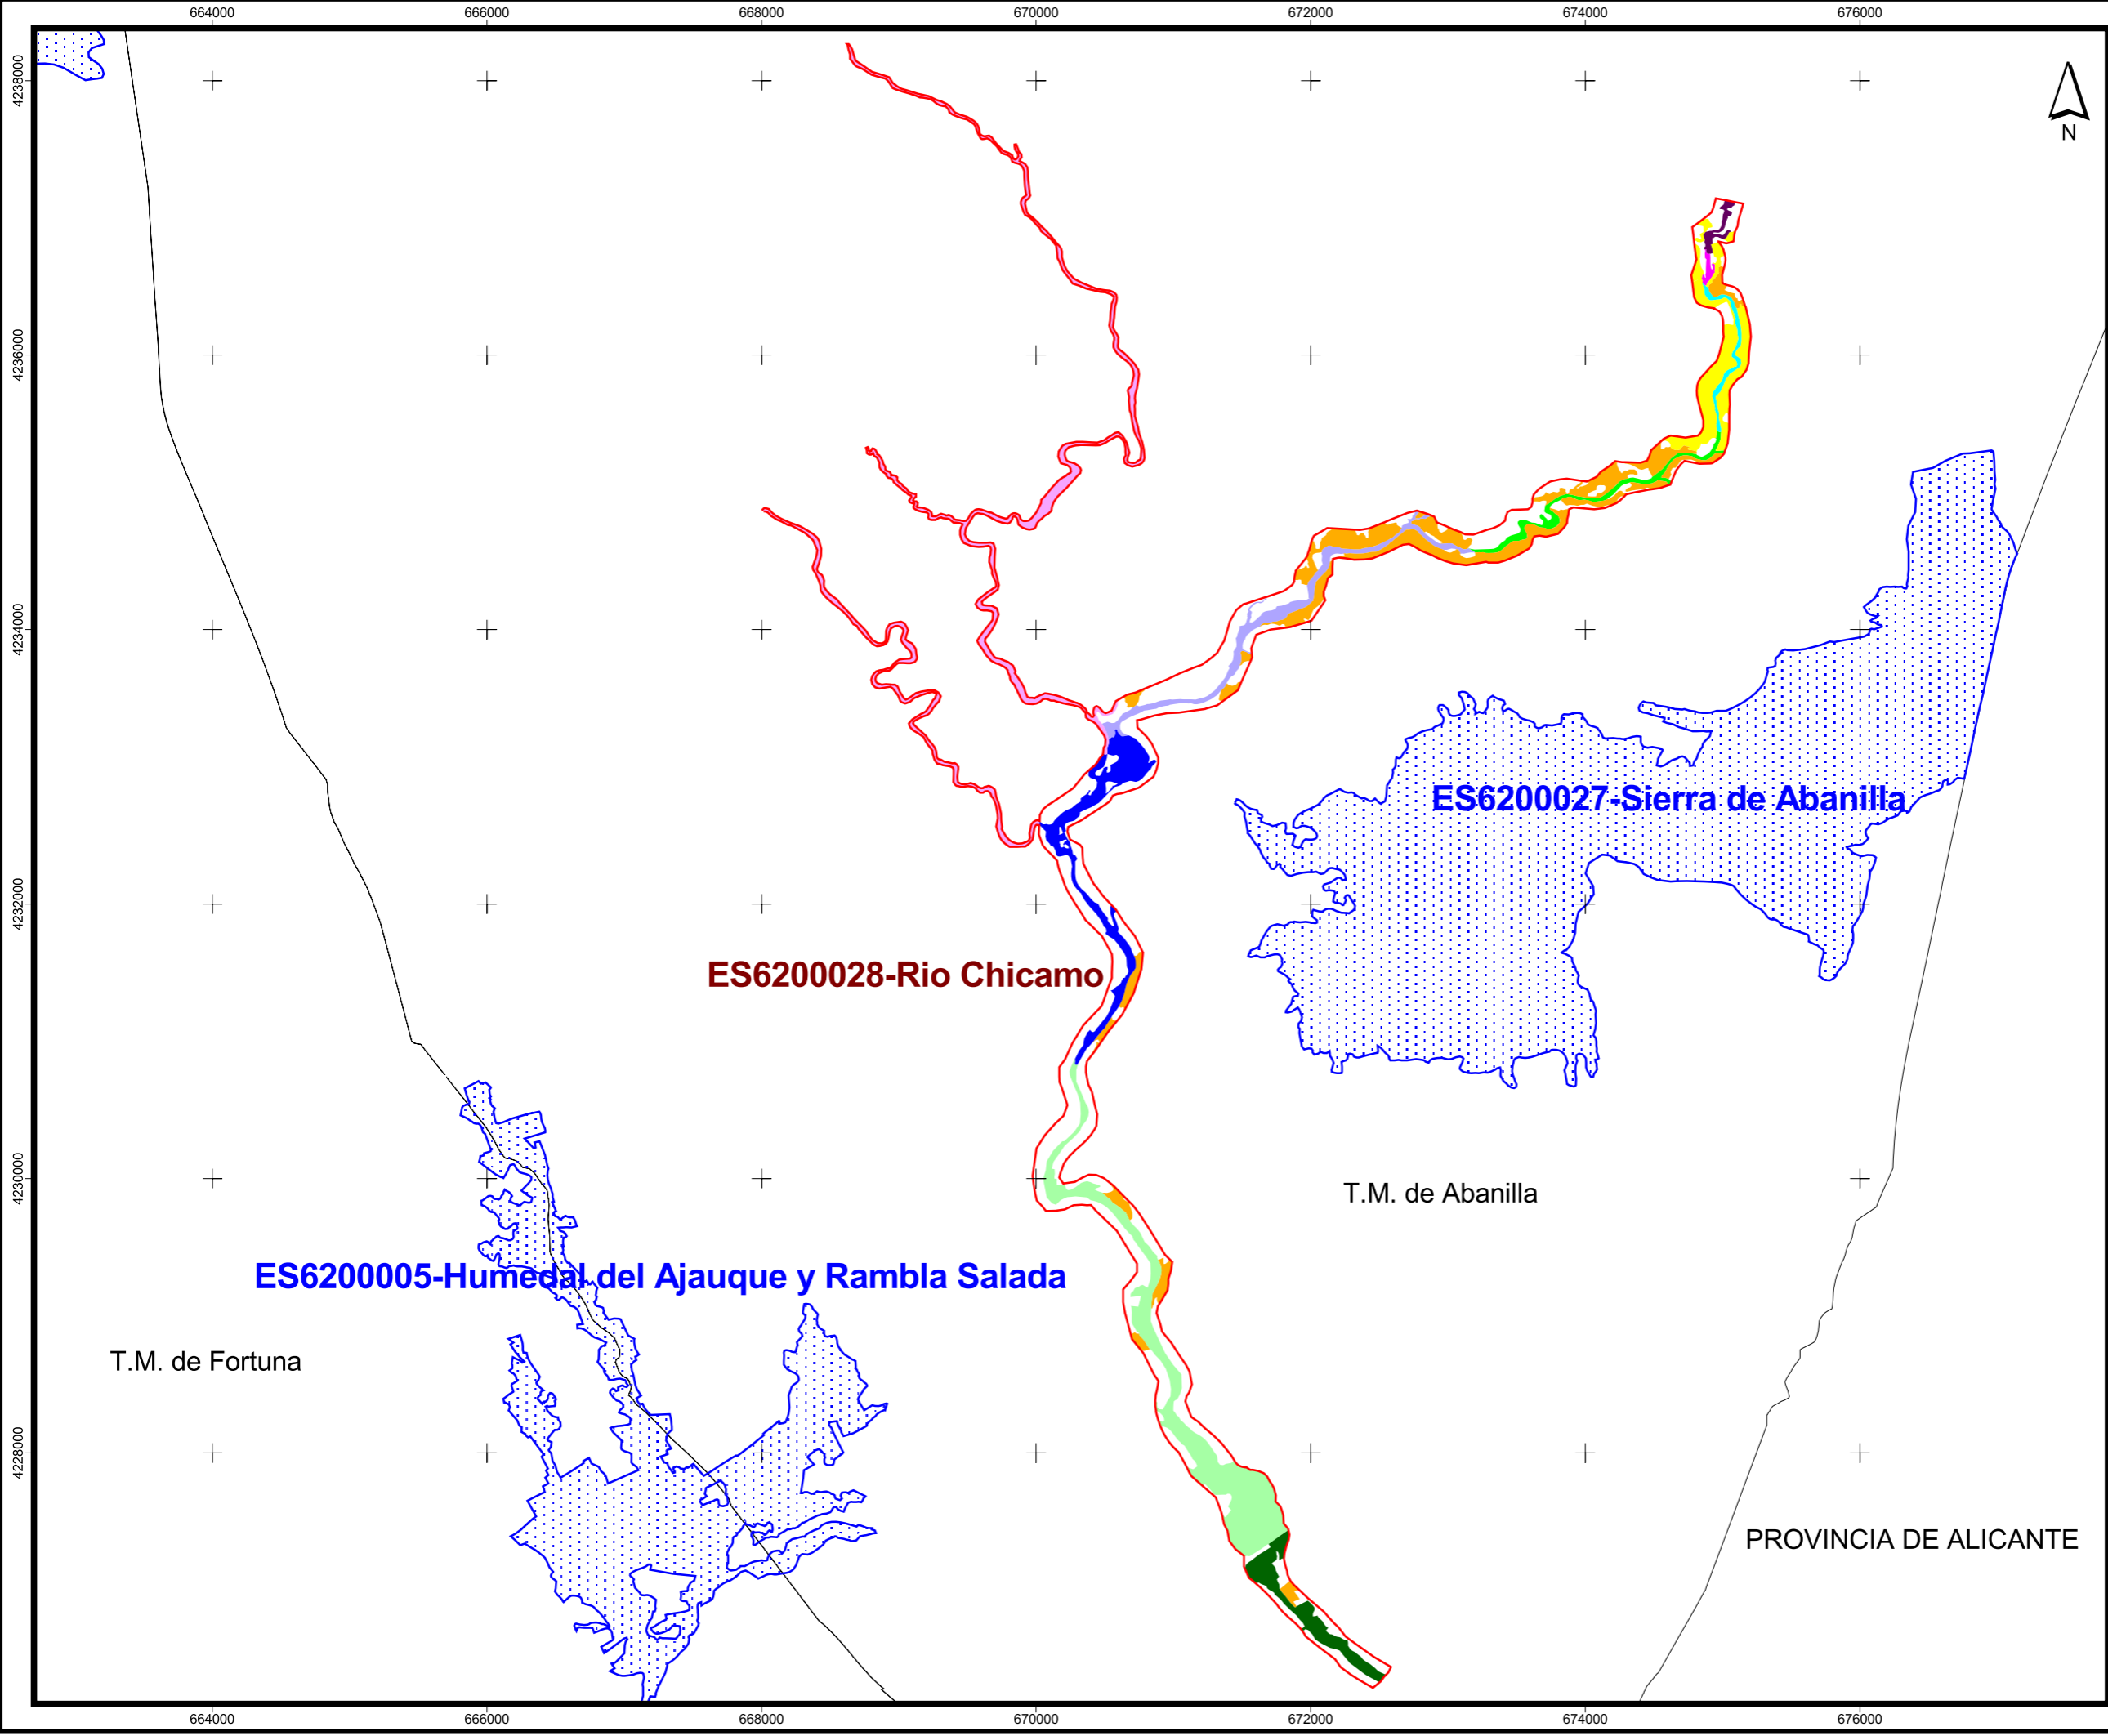 664000 666000 668000 670000 672000 674000 676000
4238000
N
4236000
4234000
ES6200027-Sierra de Abanilla
4232000
ES6200028-Rio Chicamo
4230000
T.M. de Abanilla
ES6200005-Humedal del Ajauque y Rambla Salada
T.M. de Fortuna
4228000
PROVINCIA DE ALICANTE
664000 666000 668000 670000 672000 674000 676000